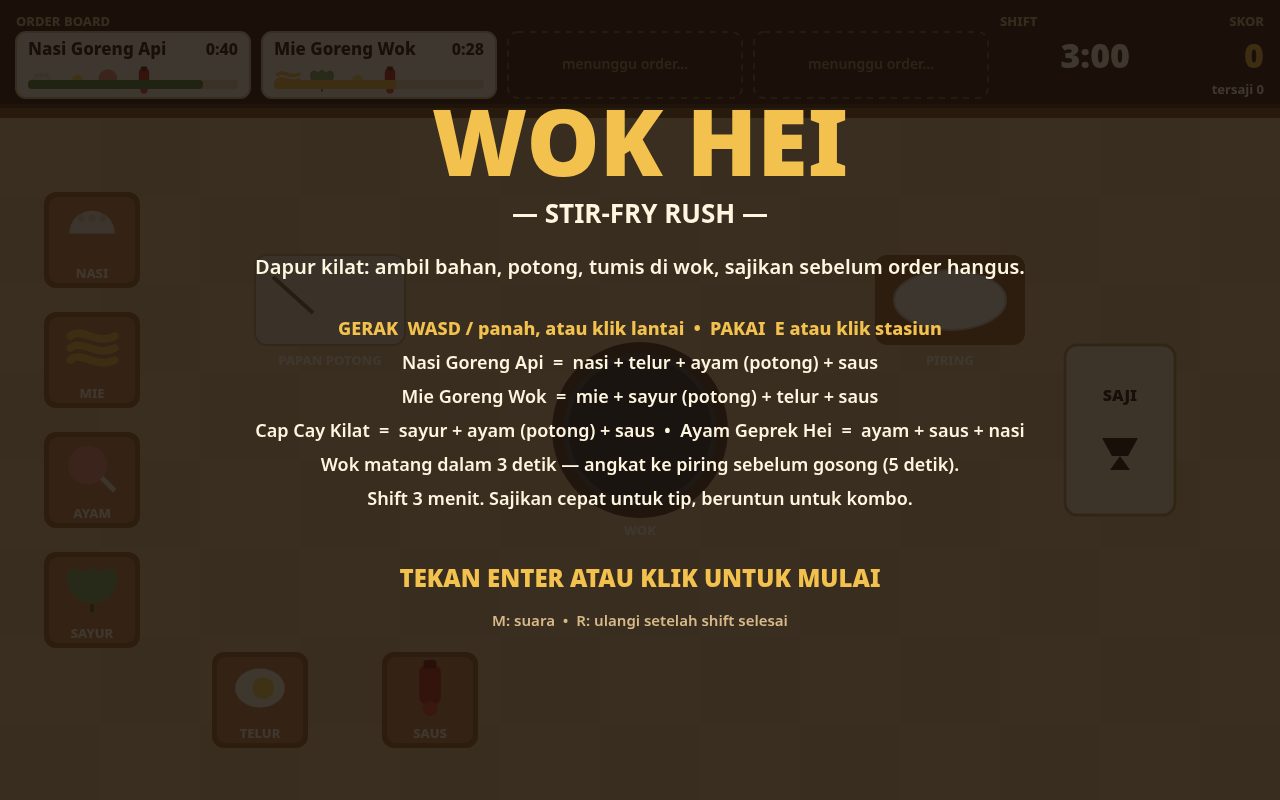 ORDER BOARD
SHIFT
SKOR
Nasi Goreng Api 0:40
Mie Goreng Wok 0:28
menunggu order...
menunggu order...
3:00
0
tersaji 0
WOK HEI
— STIR-FRY RUSH —
Dapur kilat: ambil bahan, potong, tumis di wok, sajikan sebelum order hangus.
NASI
GERAK WASD / panah, atau klik lantai • PAKAI E atau klik stasiun
PAPAN POTONG
PIRING
Nasi Goreng Api = nasi + telur + ayam (potong) + saus
MIE
Mie Goreng Wok = mie + sayur (potong) + telur + saus
SAJI
Cap Cay Kilat = sayur + ayam (potong) + saus • Ayam Geprek Hei = ayam + saus + nasi
Wok matang dalam 3 detik — angkat ke piring sebelum gosong (5 detik).
Shift 3 menit. Sajikan cepat untuk tip, beruntun untuk kombo.
AYAM
WOK
TEKAN ENTER ATAU KLIK UNTUK MULAI
M: suara • R: ulangi setelah shift selesai
SAYUR
TELUR
SAUS